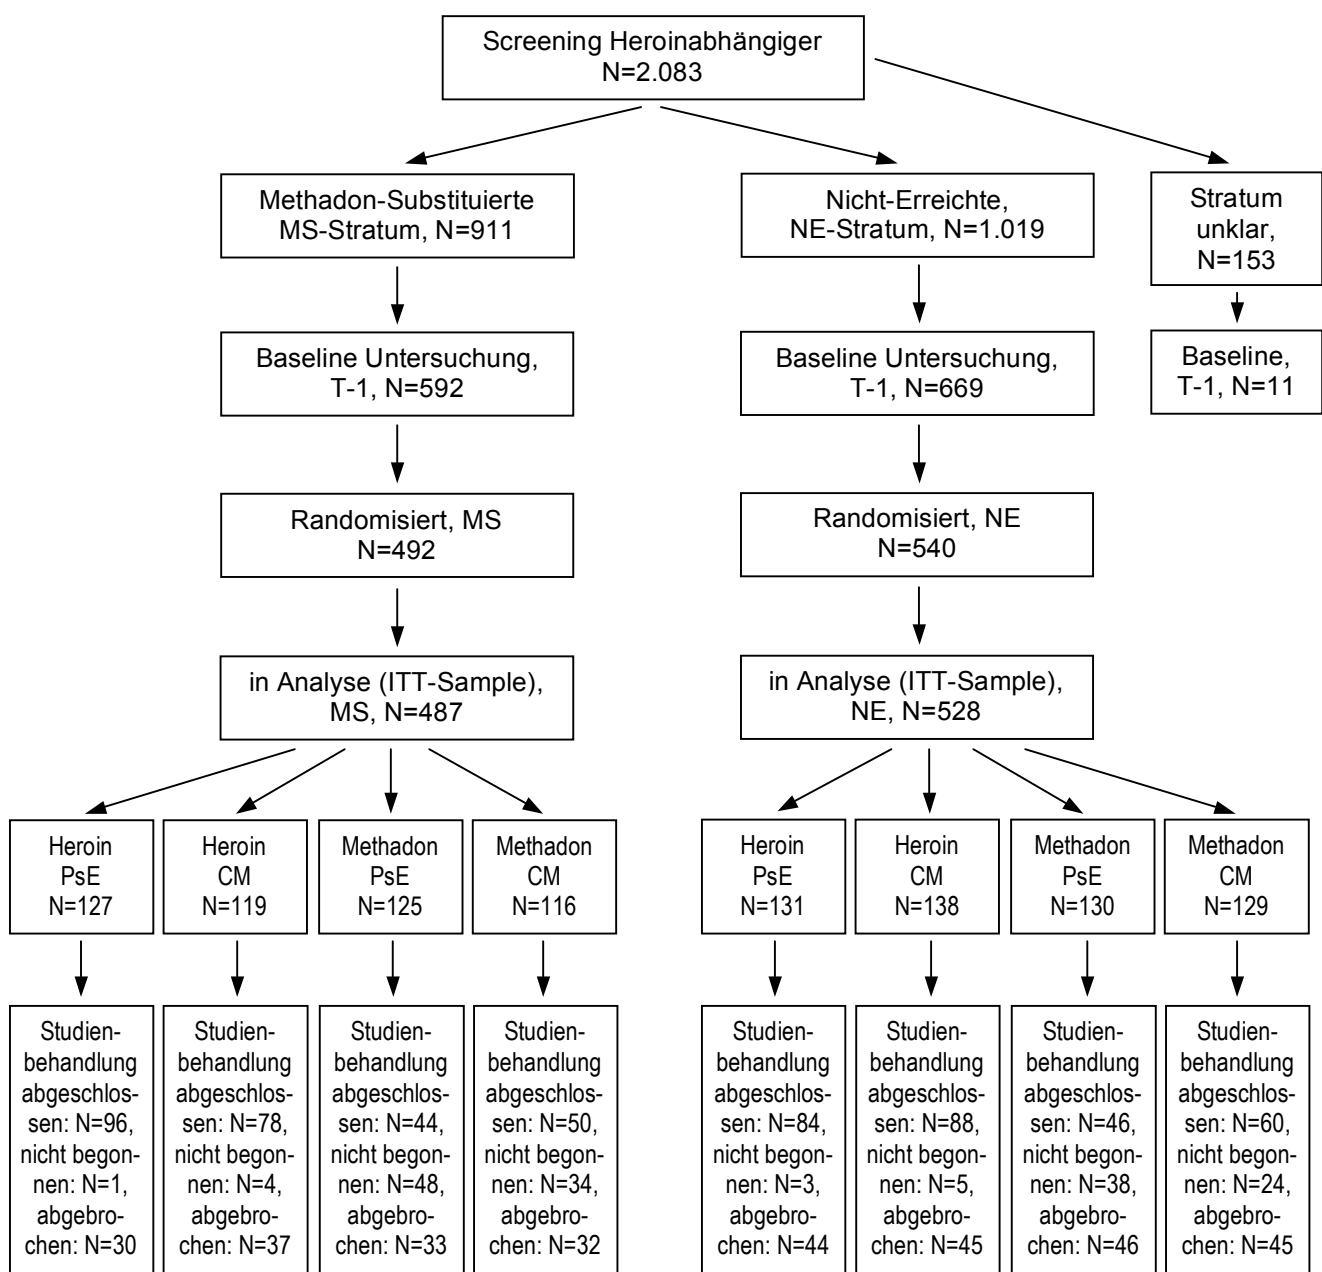 Screening Heroinabhängiger
N=2.083
Methadon-Substituierte
MS-Stratum, N=911
Nicht-Erreichte,
NE-Stratum, N=1.019
Stratum
unklar,
N=153
Baseline Untersuchung,
T-1, N=592
Baseline Untersuchung,
T-1, N=669
Baseline,
T-1, N=11
Randomisiert, MS
N=492
Randomisiert, NE
N=540
in Analyse (ITT-Sample),
MS, N=487
in Analyse (ITT-Sample),
NE, N=528
Heroin
PsE
N=127
Heroin
CM
N=119
Methadon
PsE
N=125
Methadon
CM
N=116
Heroin
PsE
N=131
Heroin
CM
N=138
Methadon
PsE
N=130
Methadon
CM
N=129
Studien-
behandlung
abgeschlos-
sen: N=96,
nicht begon-
nen: N=1,
abgebro-
chen: N=30
Studien-
behandlung
abgeschlos-
sen: N=78,
nicht begon-
nen: N=4,
abgebro-
chen: N=37
Studien-
behandlung
abgeschlos-
sen: N=44,
nicht begon-
nen: N=48,
abgebro-
chen: N=33
Studien-
behandlung
abgeschlos-
sen: N=50,
nicht begon-
nen: N=34,
abgebro-
chen: N=32
Studien-
behandlung
abgeschlos-
sen: N=84,
nicht begon-
nen: N=3,
abgebro-
chen: N=44
Studien-
behandlung
abgeschlos-
sen: N=88,
nicht begon-
nen: N=5,
abgebro-
chen: N=45
Studien-
behandlung
abgeschlos-
sen: N=46,
nicht begon-
nen: N=38,
abgebro-
chen: N=46
Studien-
behandlung
abgeschlos-
sen: N=60,
nicht begon-
nen: N=24,
abgebro-
chen: N=45